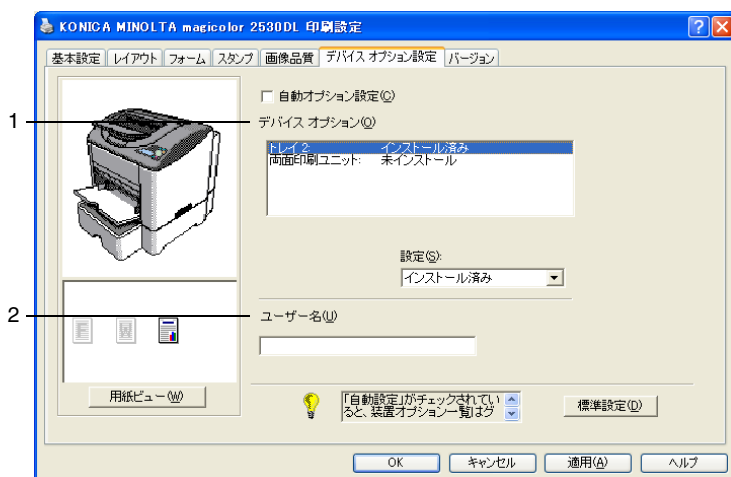 KONICA MINOLTA magicolor 2530DL 印刷設定
基本設定 レイアウト フォーム スタンプ 画像品質 デバイス オプション設定 バージョン
自動オプション設定(C)
1
デバイス オプション(O)
トレイ 2: インストール済み
両面印刷ユニット: 未インストール
設定(S):
インストール済み
2
ユーザー名(U)
用紙ビュー(W)
「自動設定」がチェックされてい
ると、装置オプション一覧はグ
標準設定(D)
OK キャンセル 適用(A) ヘルプ